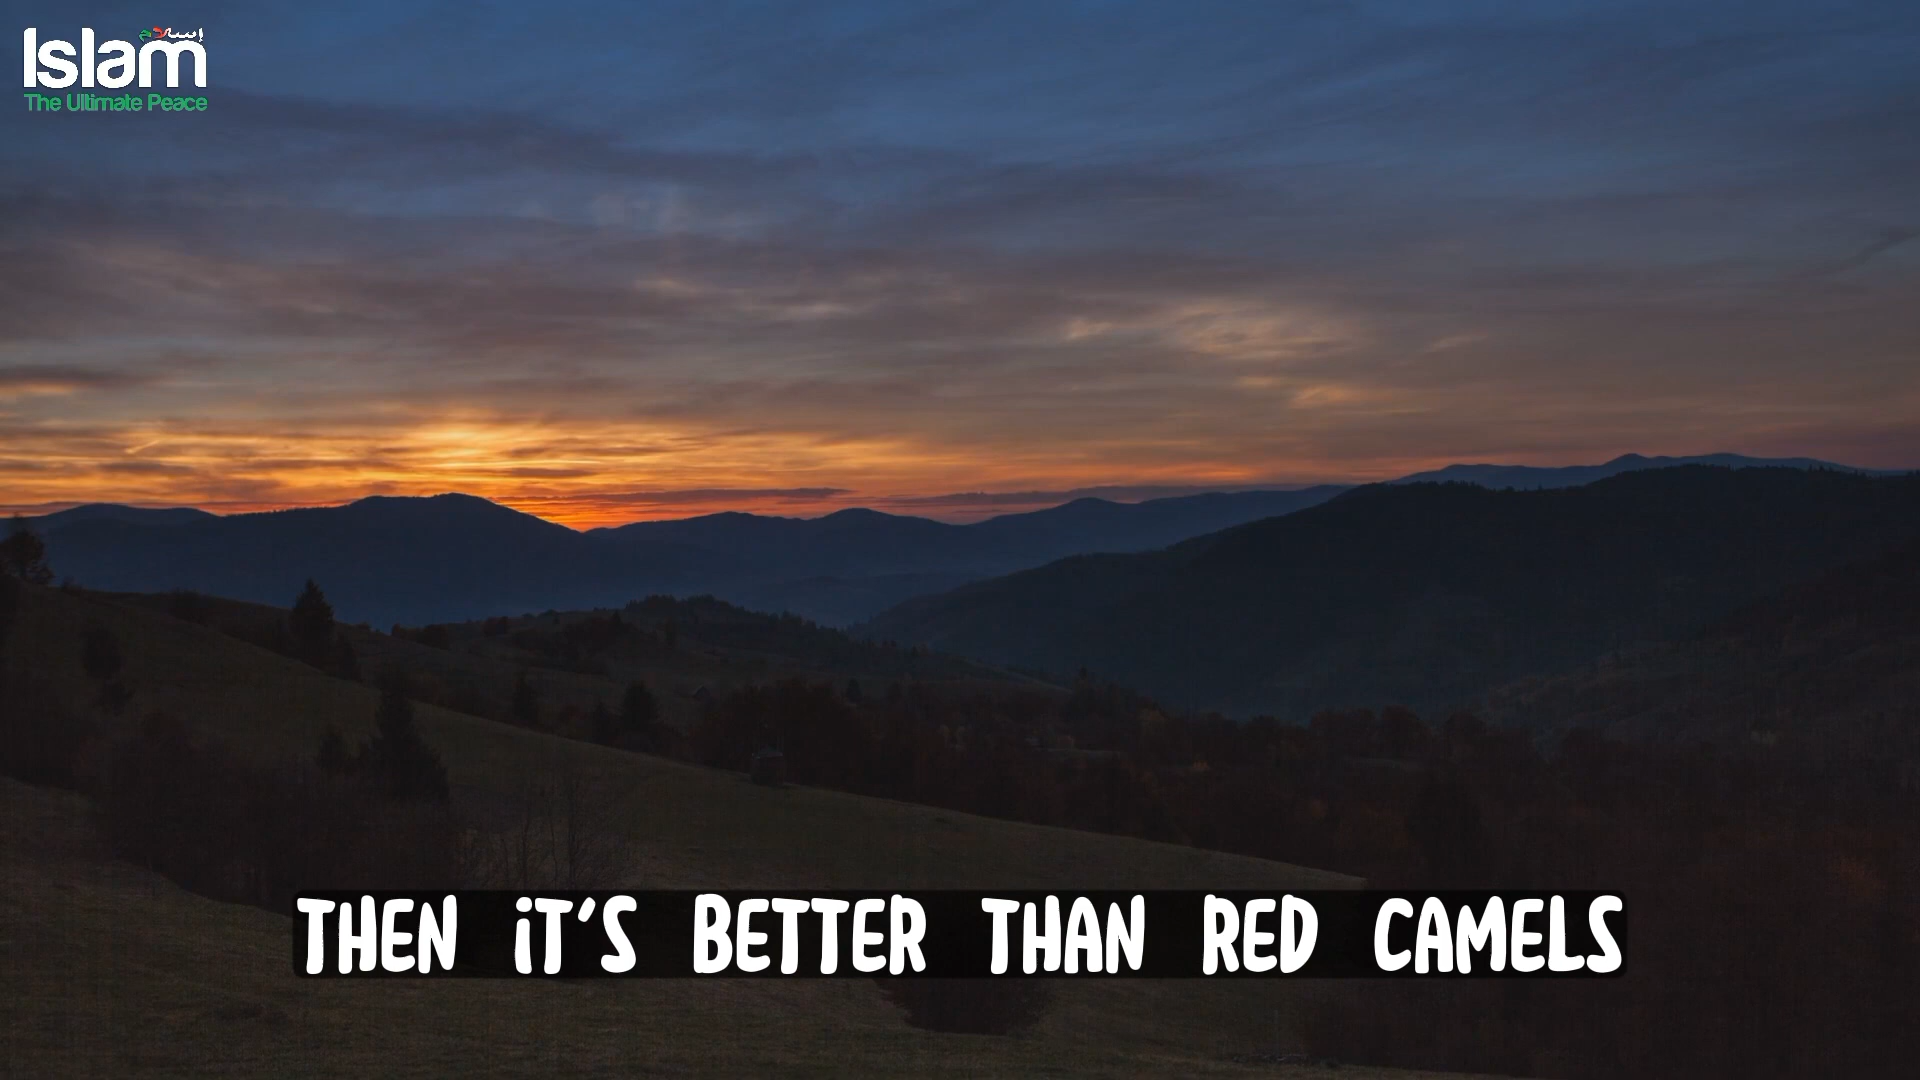 إسلام
Islam
The Ultimate Peace
THEN iT'S BETTER THAN RED CAMELS